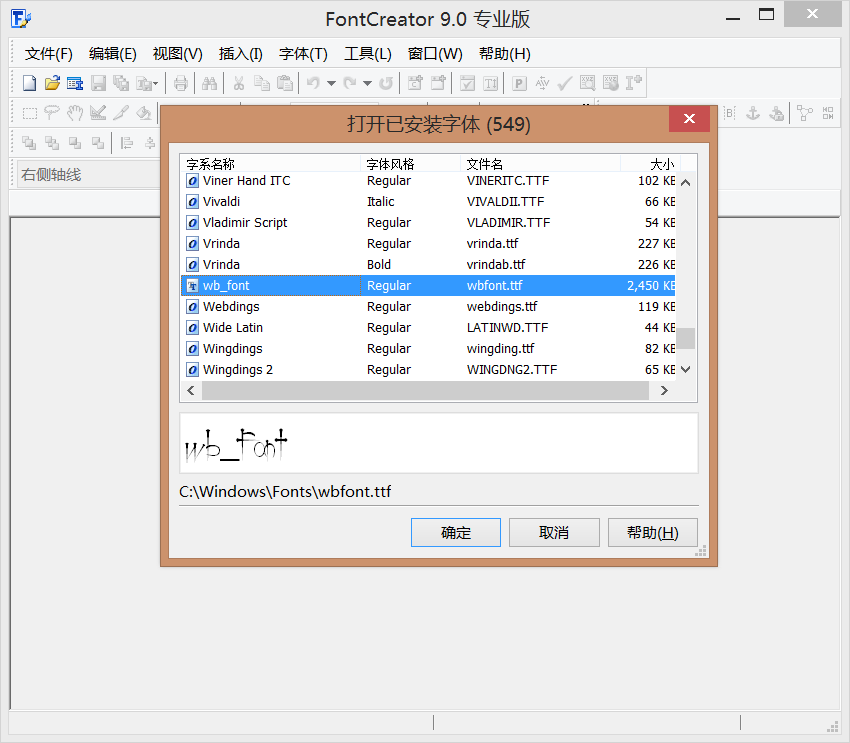 FontCreator 9.0 专业版
文件(F) 编辑(E) 视图(V) 插入(I) 字体(T) 工具(L) 窗口(W) 帮助(H)
右侧轴线
打开已安装字体 (549)
字系名称 字体风格 文件名 大小
Viner Hand ITC Regular VINERITC.TTF 102 KB
Vivaldi Italic VIVALDII.TTF 66 KB
Vladimir Script Regular VLADIMIR.TTF 54 KB
Vrinda Regular vrinda.ttf 227 KB
Vrinda Bold vrindab.ttf 226 KB
wb_font Regular wbfont.ttf 2,450 KB
Webdings Regular webdings.ttf 119 KB
Wide Latin Regular LATINWD.TTF 44 KB
Wingdings Regular wingding.ttf 82 KB
Wingdings 2 Regular WINGDNG2.TTF 65 KB
wb_font
C:\Windows\Fonts\wbfont.ttf
确定 取消 帮助(H)